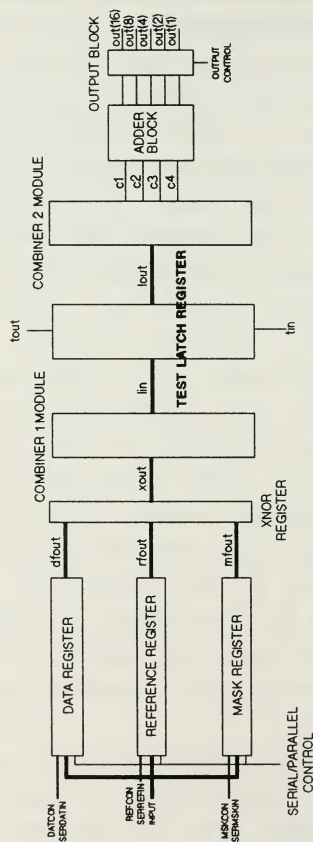 DATCON
SERDATIN
REFCON
SERREFIN
INPUT
MSKCON
SERMSKIN
SERIAL/PARALLEL
CONTROL
DATA REGISTER
REFERENCE REGISTER
MASK REGISTER
dfout
rfout
mfout
XNOR
REGISTER
xout
COMBINER 1 MODULE
lin
tout
TEST LATCH REGISTER
tin
lout
COMBINER 2 MODULE
c1
c2
c3
c4
ADDER
BLOCK
OUTPUT BLOCK
out(16)
out(8)
out(4)
out(2)
out(1)
OUTPUT
CONTROL